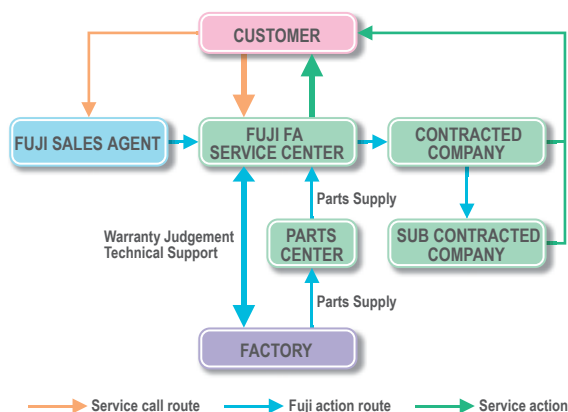 CUSTOMER
FUJI SALES AGENT
FUJI FA
SERVICE CENTER
CONTRACTED
COMPANY
Parts Supply
Warranty Judgement
Technical Support
PARTS
CENTER
SUB CONTRACTED
COMPANY
Parts Supply
FACTORY
Service call route
Fuji action route
Service action